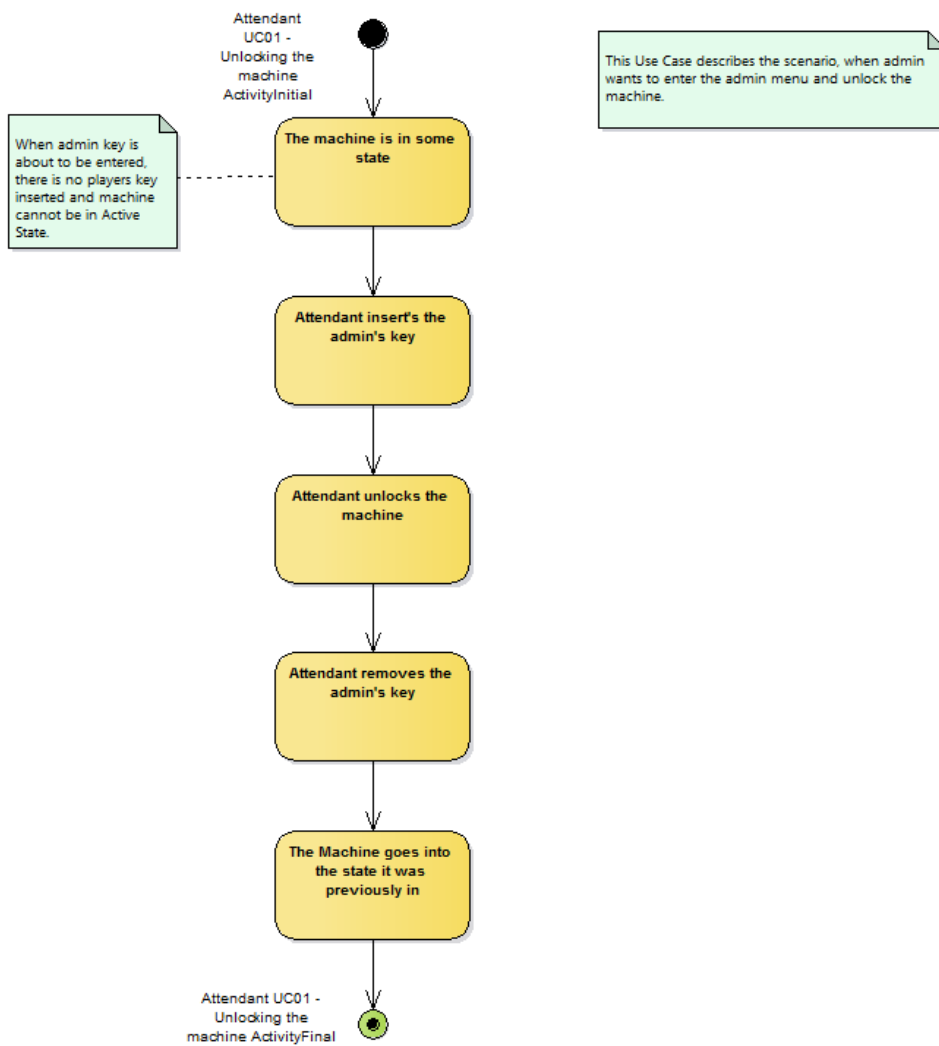 Attendant
UC01 -
Unlocking the
machine
ActivityInitial
This Use Case describes the scenario, when admin
wants to enter the admin menu and unlock the
machine.
When admin key is
about to be entered,
there is no players key
inserted and machine
cannot be in Active
State.
The machine is in some
state
Attendant insert's the
admin's key
Attendant unlocks the
machine
Attendant removes the
admin's key
The Machine goes into
the state it was
previously in
Attendant UC01 -
Unlocking the
machine ActivityFinal